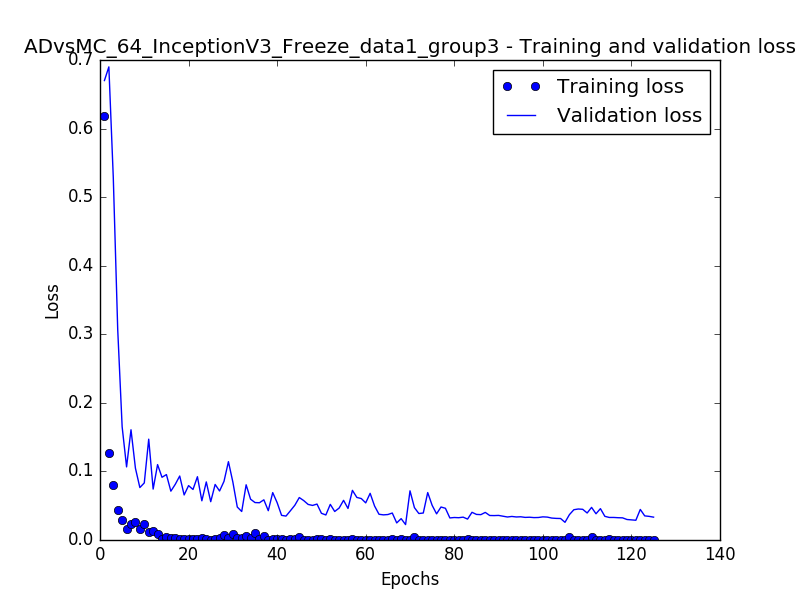 ADvsMC_64_InceptionV3_Freeze_data1_group3 - Training and validation loss
0.7
Training loss
Validation loss
0.6
0.5
0.4
Loss
0.3
0.2
0.1
0.0
0 20 40 60 80 100 120 140
Epochs